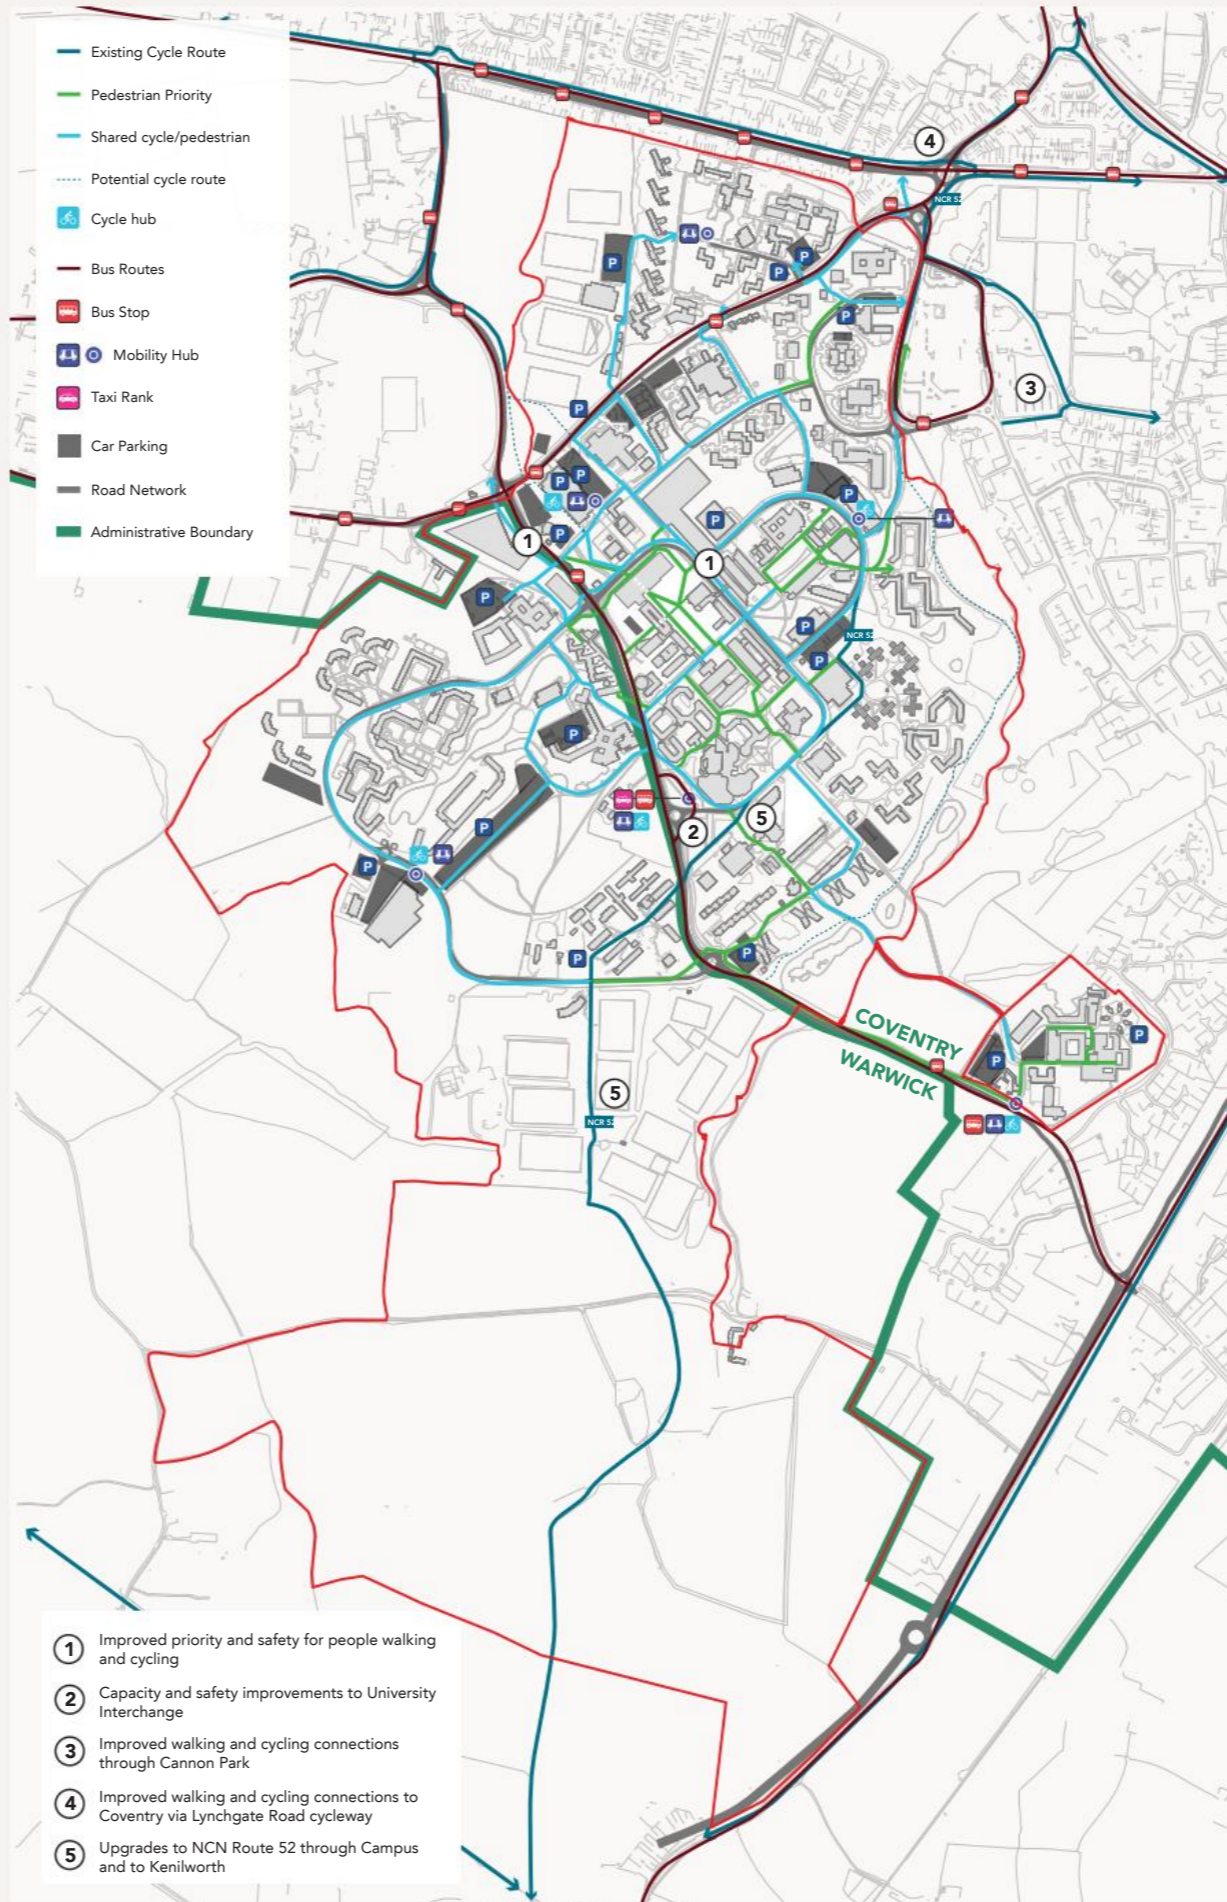 Existing Cycle Route
Pedestrian Priority
Shared cycle/pedestrian
Potential cycle route
Cycle hub
Bus Routes
Bus Stop
Mobility Hub
Taxi Rank
Car Parking
Road Network
Administrative Boundary
4
NCR 52
P
P
P
P
3
P
P
P
P
P
1
P
1
P
P
NCR 52
P
P
P
P
5
2
P
P
P
COVENTRY
WARWICK
P
P
5
NCR 52
1 Improved priority and safety for people walking
and cycling
2 Capacity and safety improvements to University
Interchange
3 Improved walking and cycling connections
through Cannon Park
4 Improved walking and cycling connections to
Coventry via Lynchgate Road cycleway
5 Upgrades to NCN Route 52 through Campus
and to Kenilworth